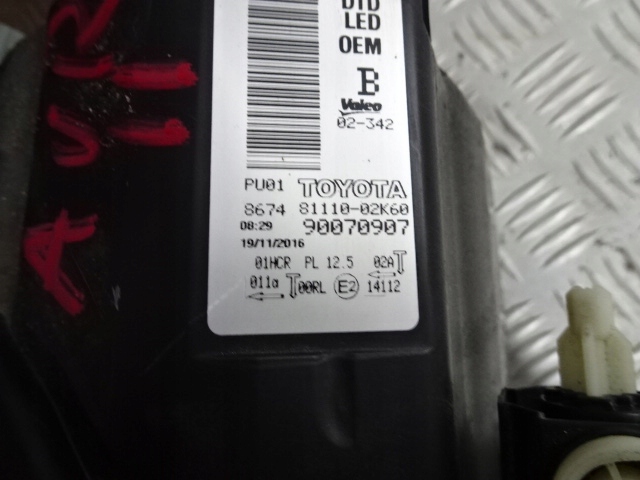 DTD
LED
OEM
B
Valeo
02-342
PU01 TOYOTA
8674 81110-02K60
08:29 90070907
19/11/2016
01HCR PL 12.5 02A
011a 00RL E2 14112